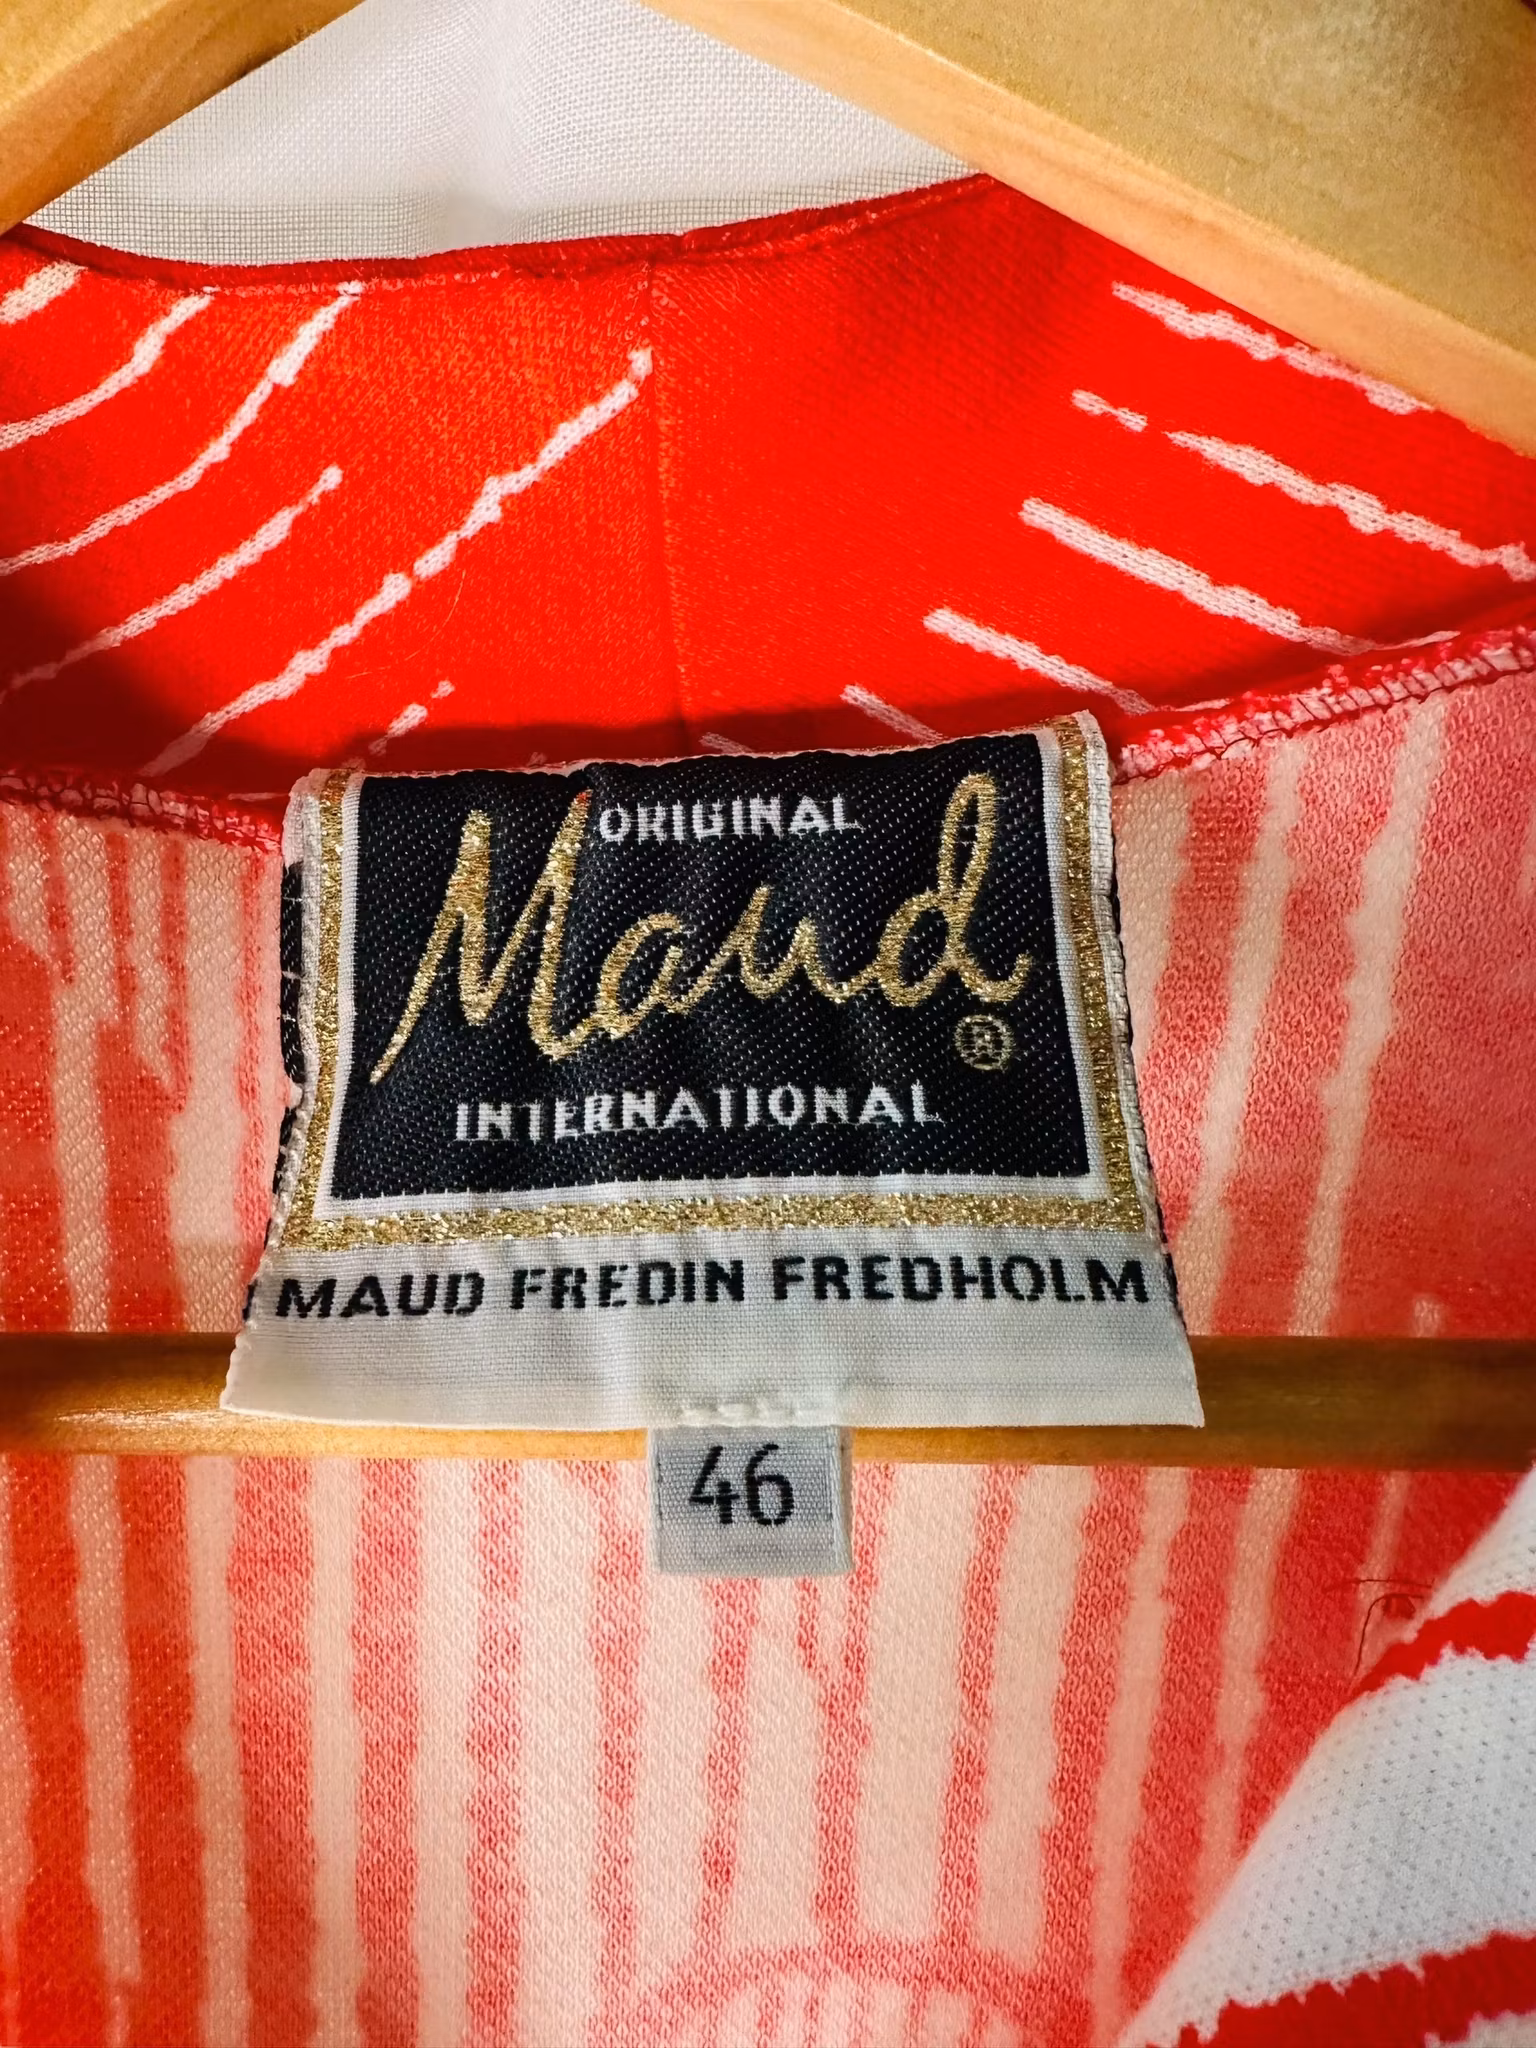 ORIGINAL
Maud
®
INTERNATIONAL
MAUD FREDIN FREDHOLM
46